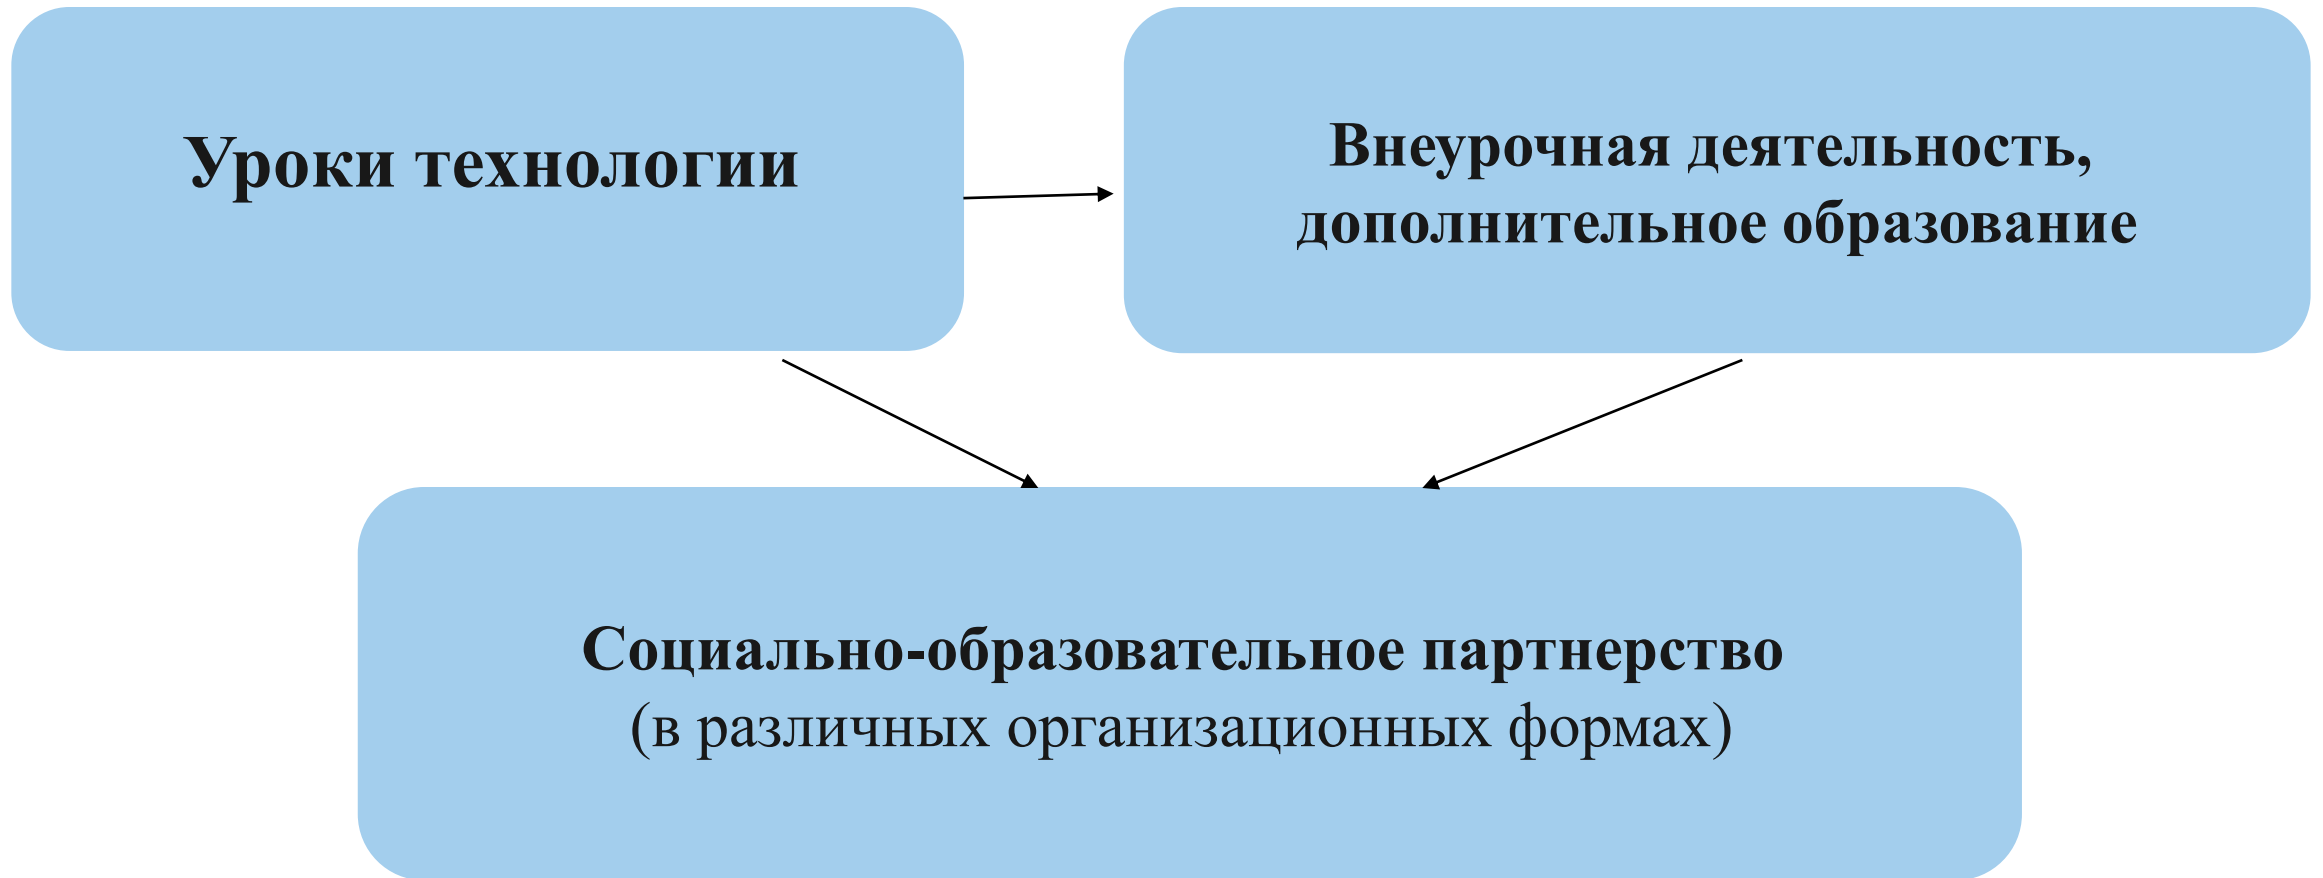 Уроки технологии
Внеурочная деятельность,
дополнительное образование
Социально-образовательное партнерство
(в различных организационных формах)